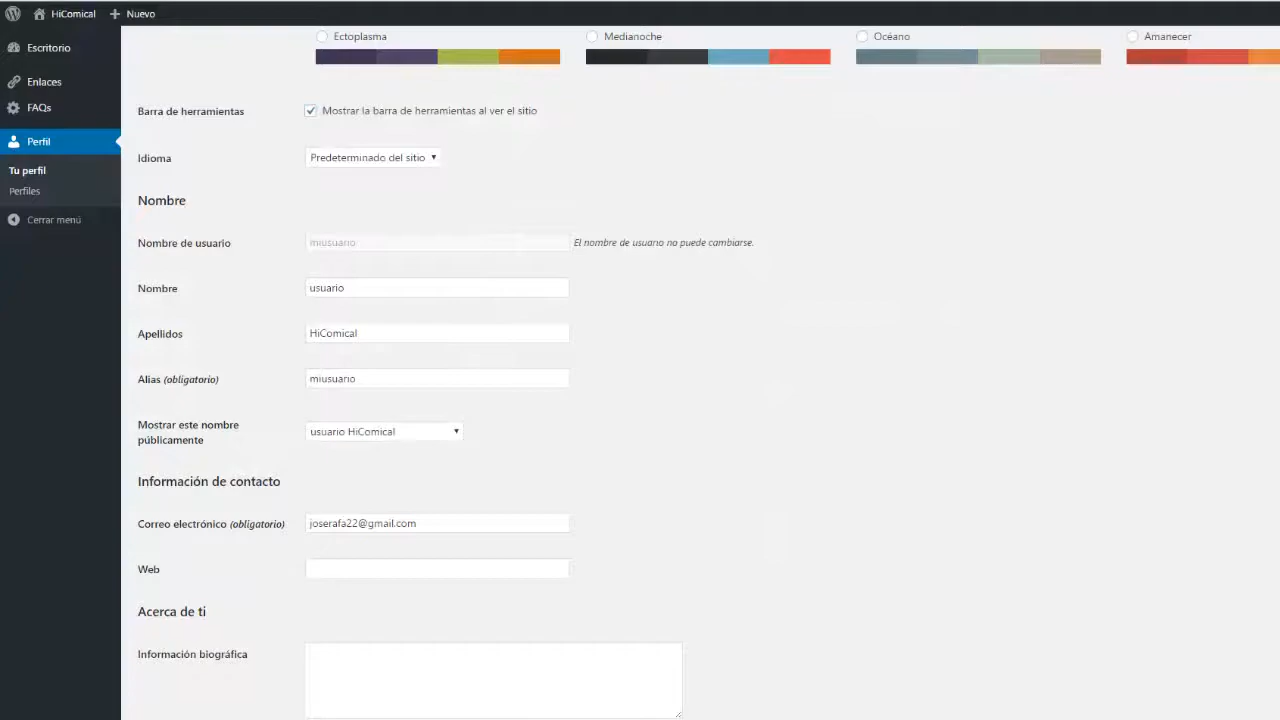 HiComical Nuevo
Escritorio
Enlaces
FAQs
Perfil
Tu perfil
Perfiles
Cerrar menú
Ectoplasma Medianoche Océano Amanecer
Barra de herramientas Mostrar la barra de herramientas al ver el sitio
Idioma Predeterminado del sitio
Nombre
Nombre de usuario miusuario El nombre de usuario no puede cambiarse.
Nombre usuario
Apellidos HiComical
Alias (obligatorio) miusuario
Mostrar este nombre
públicamente usuario HiComical
Información de contacto
Correo electrónico (obligatorio) joserafa22@gmail.com
Web
Acerca de ti
Información biográfica